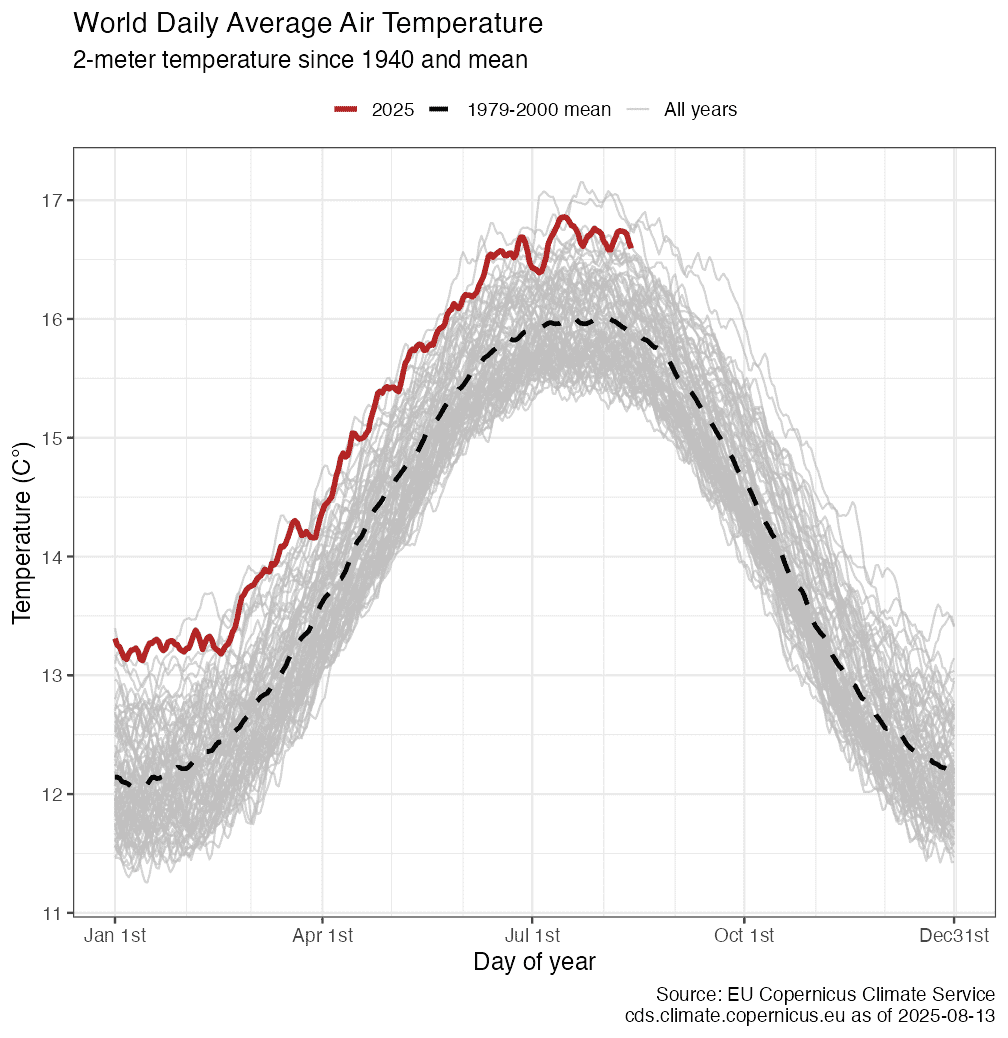 World Daily Average Air Temperature
2-meter temperature since 1940 and mean
2025 1979-2000 mean All years
Temperature (C°)
17
16
15
14
13
12
11
Jan 1st Apr 1st Jul 1st Oct 1st Dec31st
Day of year
Source: EU Copernicus Climate Service
cds.climate.copernicus.eu as of 2025-08-13